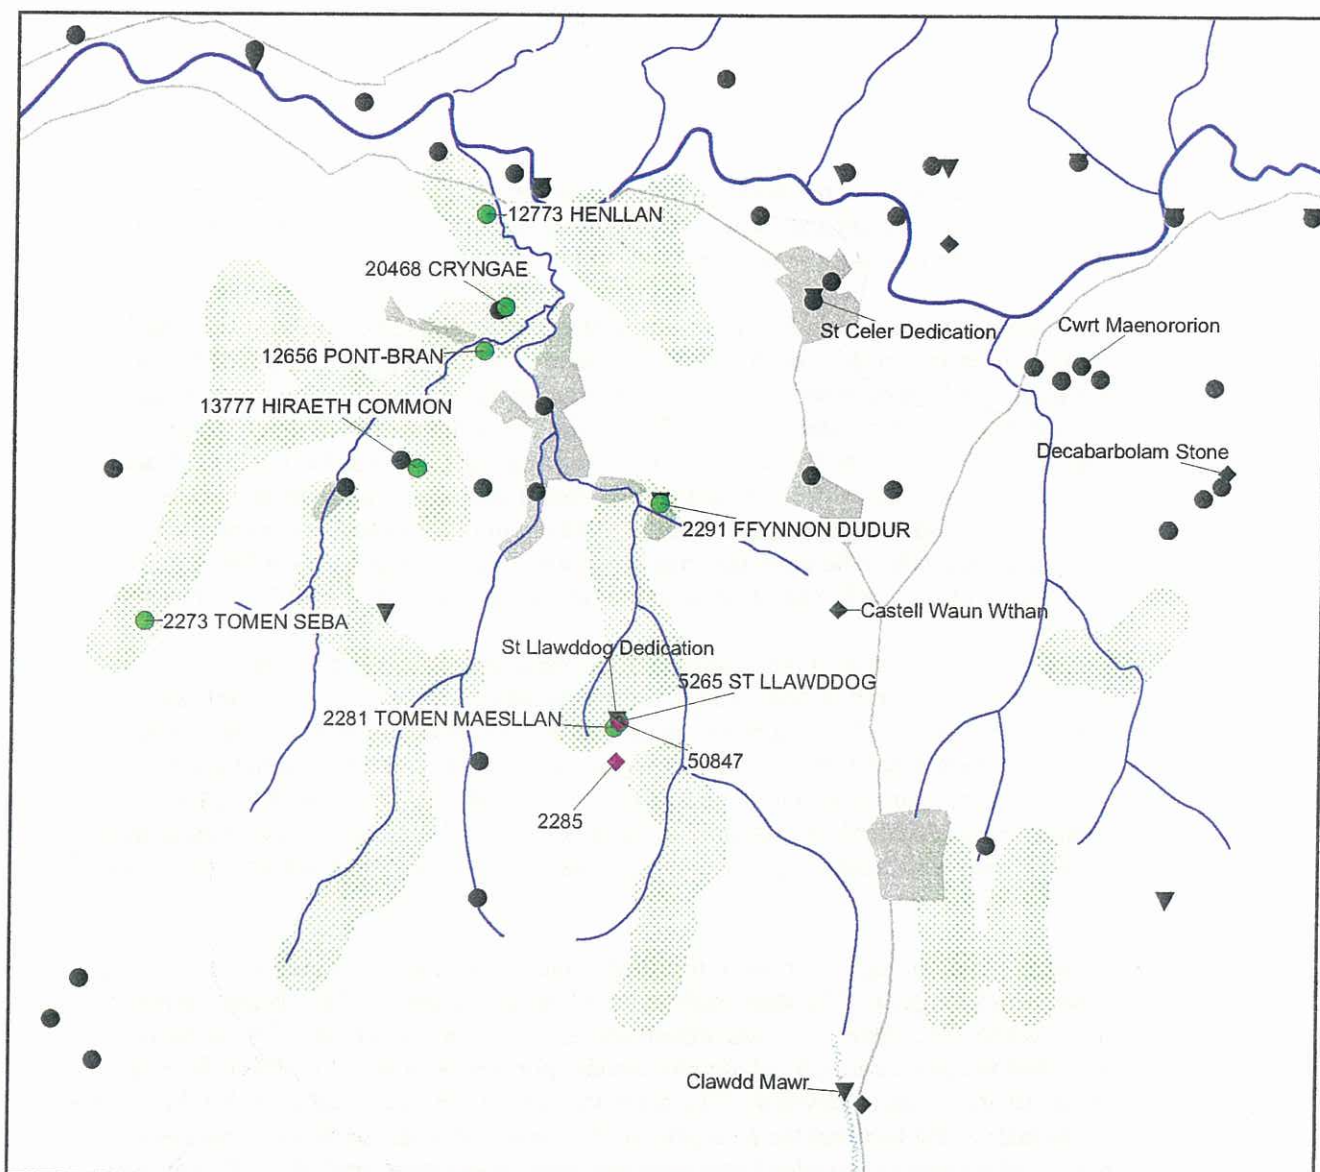 12773 HENLLAN
20468 CRYNGAE
St Celer Dedication
Cwrt Maenororion
12656 PONT-BRAN
13777 HIRAETH COMMON
Decabarbolam Stone
2291 FFYNNON DUDUR
2273 TOMEN SEBA
Castell Waun Wthan
St Llawddog Dedication
5265 ST LLAWDDOG
2281 TOMEN MAESLLAN
50847
2285
Clawdd Mawr